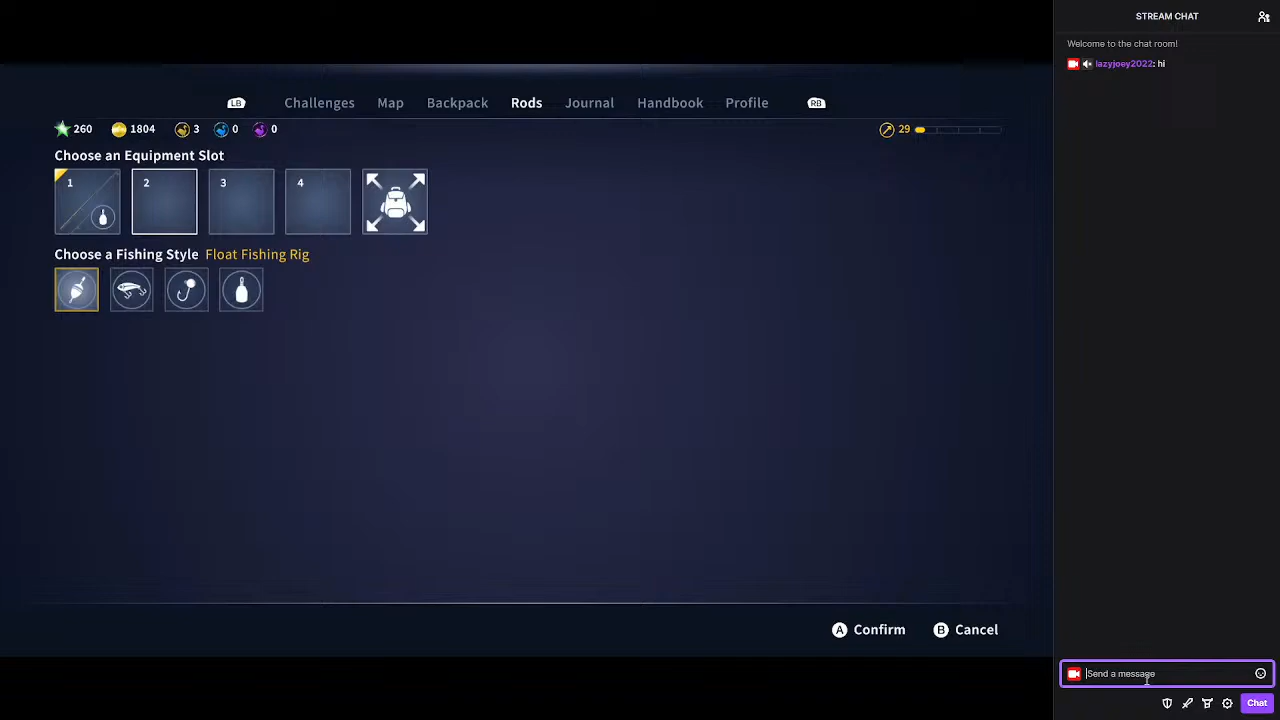 STREAM CHAT
Welcome to the chat room!
lazyjoey2022: hi
LB Challenges Map Backpack Rods Journal Handbook Profile RB
260 1804 3 0 0 29
Choose an Equipment Slot
1 2 3 4
Choose a Fishing Style Float Fishing Rig
A Confirm B Cancel
Send a message
Chat